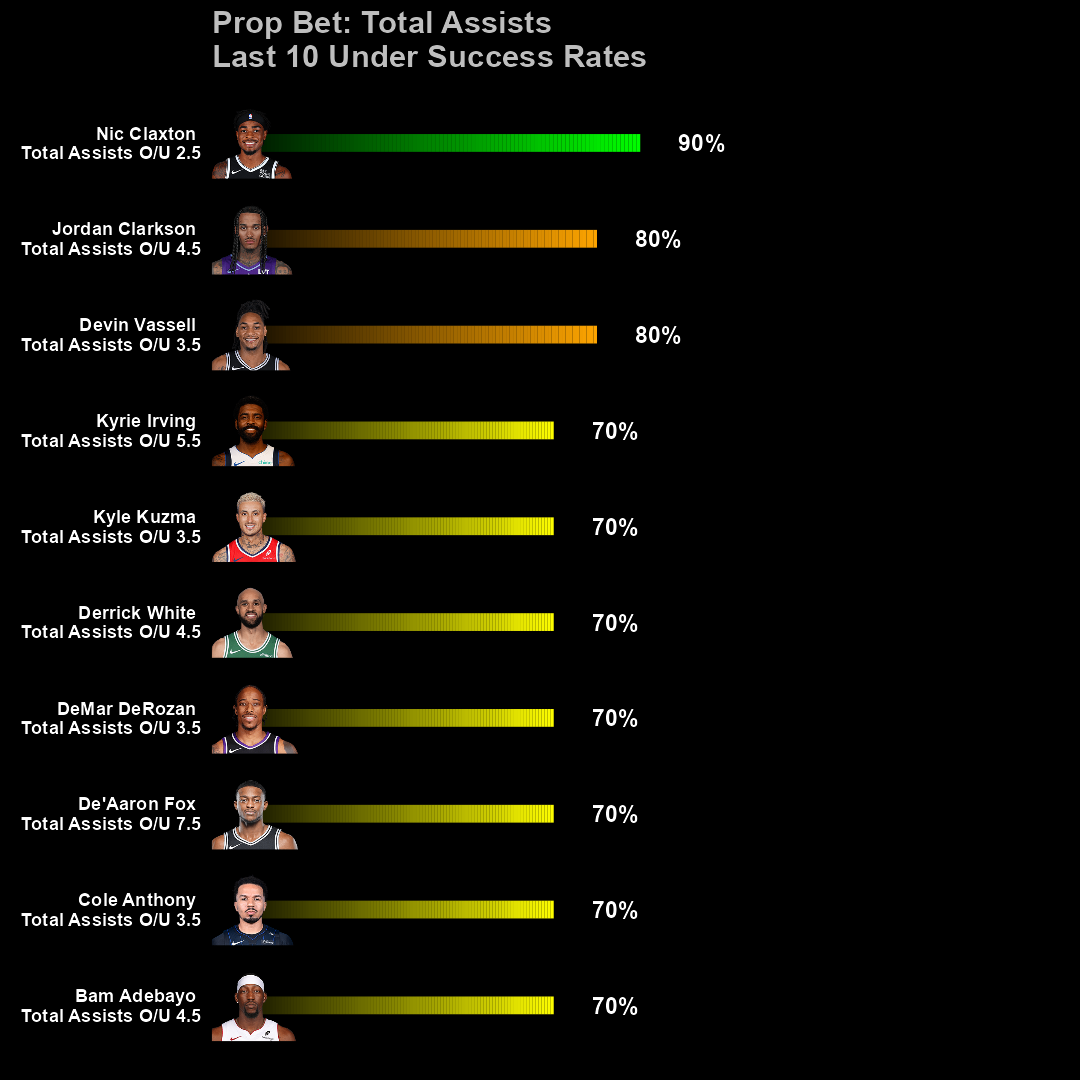 Prop Bet: Total Assists
Last 10 Under Success Rates
Nic Claxton
Total Assists O/U 2.5
90%
Jordan Clarkson
Total Assists O/U 4.5
80%
Devin Vassell
Total Assists O/U 3.5
80%
Kyrie Irving
Total Assists O/U 5.5
70%
Kyle Kuzma
Total Assists O/U 3.5
70%
Derrick White
Total Assists O/U 4.5
70%
DeMar DeRozan
Total Assists O/U 3.5
70%
De'Aaron Fox
Total Assists O/U 7.5
70%
Cole Anthony
Total Assists O/U 3.5
70%
Bam Adebayo
Total Assists O/U 4.5
70%